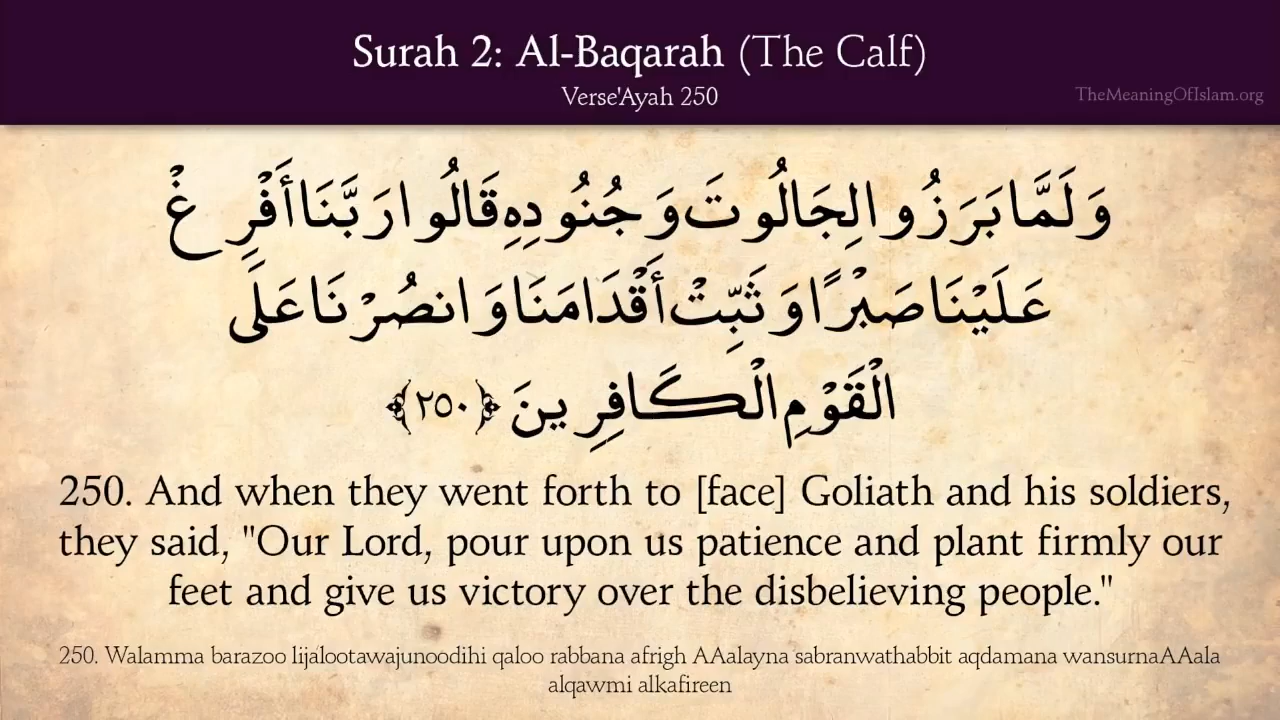 Surah 2: Al-Baqarah (The Calf)
Verse'Ayah 250
TheMeaningOfIslam.org
وَلَمَّا بَرَزُوا لِجَالُوتَ وَجُنُودِهِ قَالُوا رَبَّنَا أَفْرِغْ
عَلَيْنَا صَبْرًا وَثَبِّتْ أَقْدَامَنَا وَانصُرْنَا عَلَى
الْقَوْمِ الْكَافِرِينَ ﴿٢٥٠﴾
250. And when they went forth to [face] Goliath and his soldiers,
they said, "Our Lord, pour upon us patience and plant firmly our
feet and give us victory over the disbelieving people."
250. Walamma barazoo lijalootawajunoodihi qaloo rabbana afrigh AAalayna sabranwathabbit aqdamana wansurnaAAala
alqawmi alkafireen